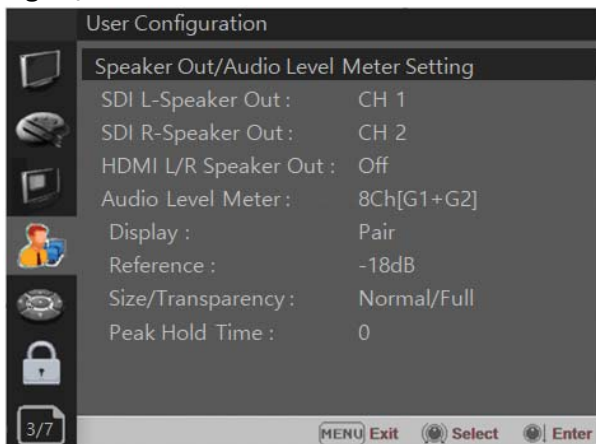 User Configuration
Speaker Out/Audio Level Meter Setting
SDI L-Speaker Out : CH 1
SDI R-Speaker Out : CH 2
HDMI L/R Speaker Out : Off
Audio Level Meter : 8Ch[G1+G2]
Display : Pair
Reference : -18dB
Size/Transparency : Normal/Full
Peak Hold Time : 0
3/7 MENU Exit Select Enter